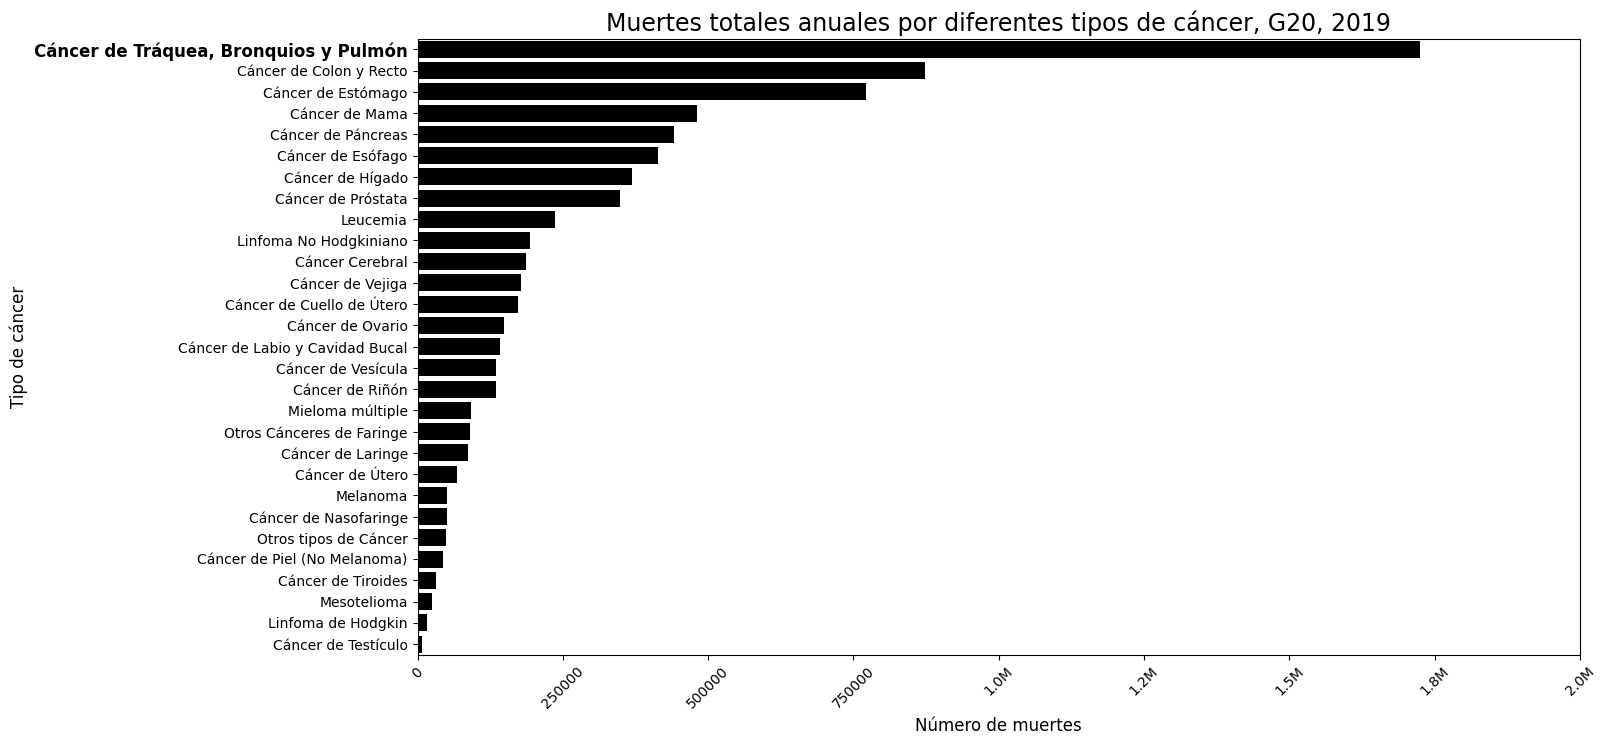 Muertes totales anuales por diferentes tipos de cáncer, G20, 2019
Tipo de cáncer
Cáncer de Tráquea, Bronquios y Pulmón
Cáncer de Colon y Recto
Cáncer de Estómago
Cáncer de Mama
Cáncer de Páncreas
Cáncer de Esófago
Cáncer de Hígado
Cáncer de Próstata
Leucemia
Linfoma No Hodgkiniano
Cáncer Cerebral
Cáncer de Vejiga
Cáncer de Cuello de Útero
Cáncer de Ovario
Cáncer de Labio y Cavidad Bucal
Cáncer de Vesícula
Cáncer de Riñón
Mieloma múltiple
Otros Cánceres de Faringe
Cáncer de Laringe
Cáncer de Útero
Melanoma
Cáncer de Nasofaringe
Otros tipos de Cáncer
Cáncer de Piel (No Melanoma)
Cáncer de Tiroides
Mesotelioma
Linfoma de Hodgkin
Cáncer de Testículo
0 250000 500000 750000 1.0M 1.2M 1.5M 1.8M 2.0M
Número de muertes